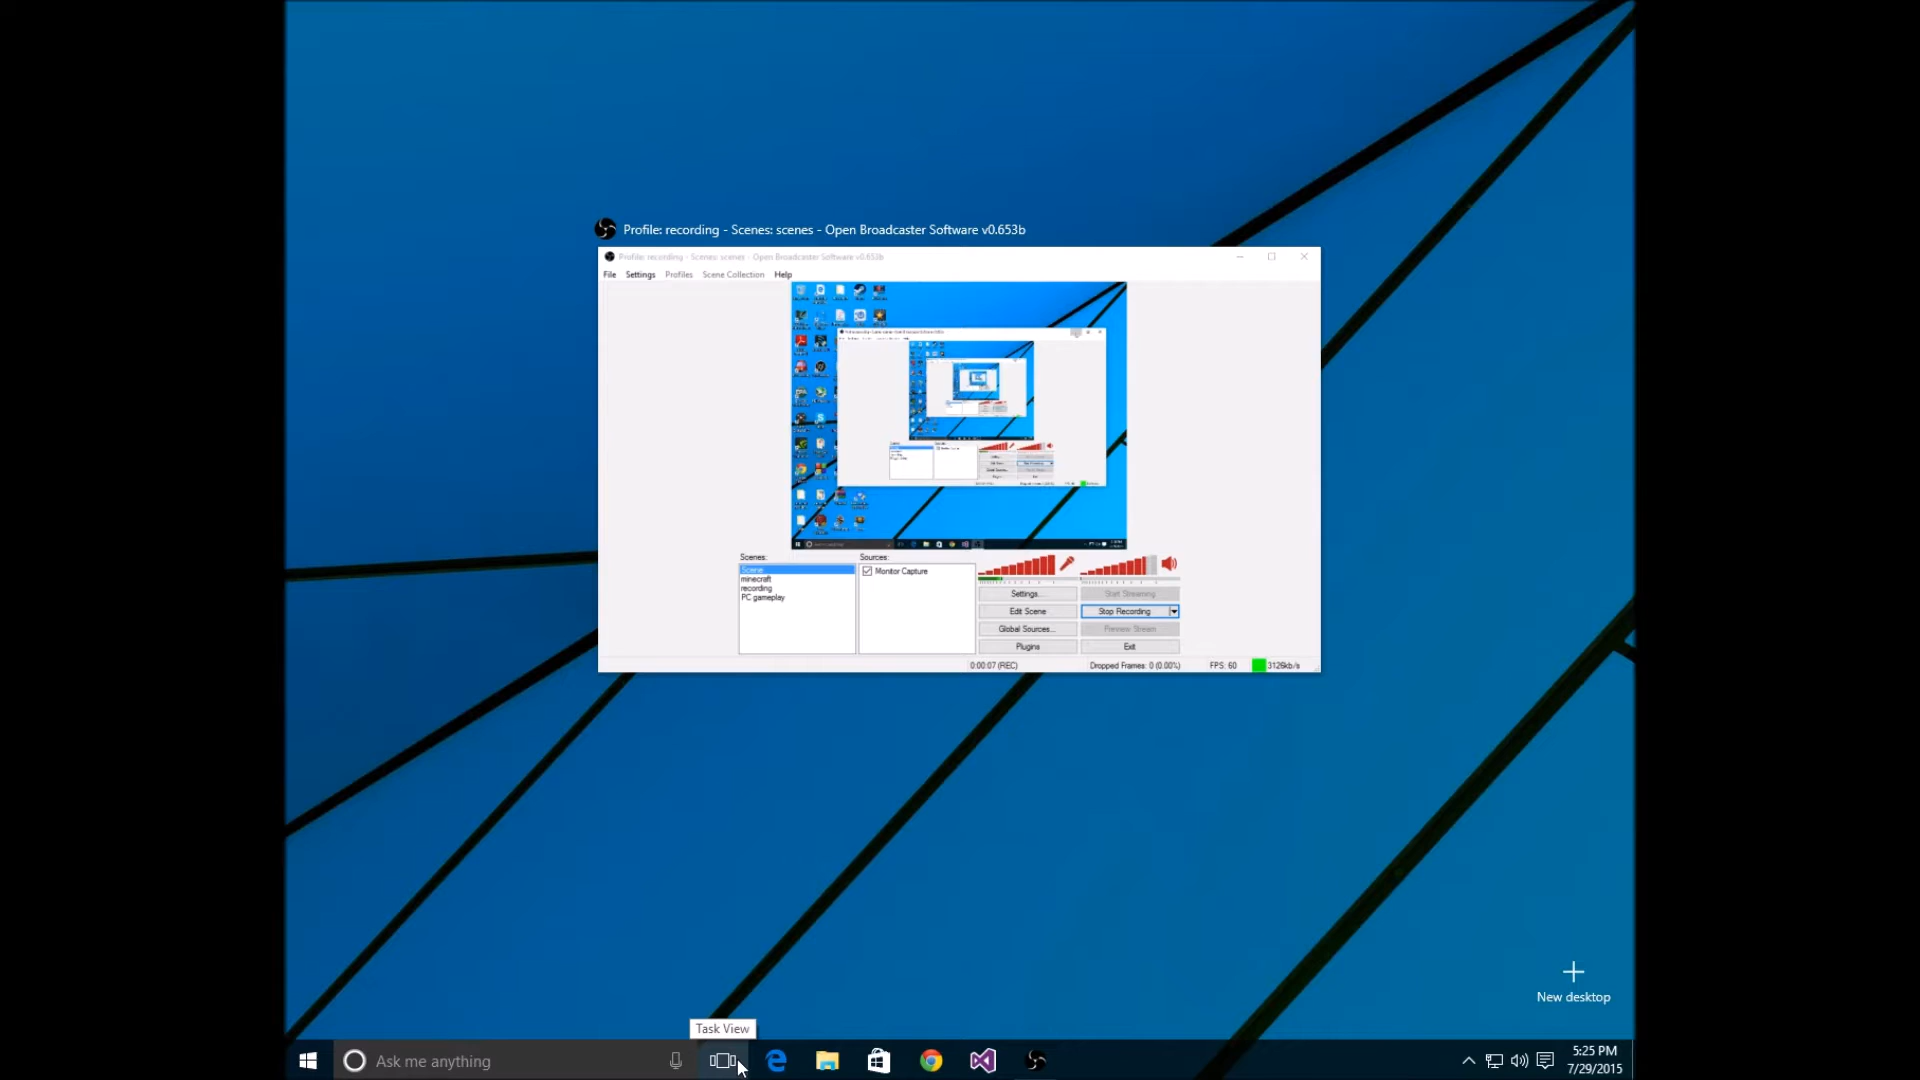 Profile: recording - Scenes: scenes - Open Broadcaster Software v0.653b
Profile: recording - Scenes: scenes - Open Broadcaster Software v0.653b
File Settings Profiles Scene Collection Help
Scenes: Sources:
Scene
minecraft
recording
PC gameplay
Monitor Capture
Settings... Start Streaming
Edit Scene Stop Recording
Global Sources... Preview Stream
Plugins Exit
0:00:07 (REC) Dropped Frames: 0 (0.00%) FPS: 60 3126kb/s
New desktop
Task View
Ask me anything
5:25 PM
7/29/2015